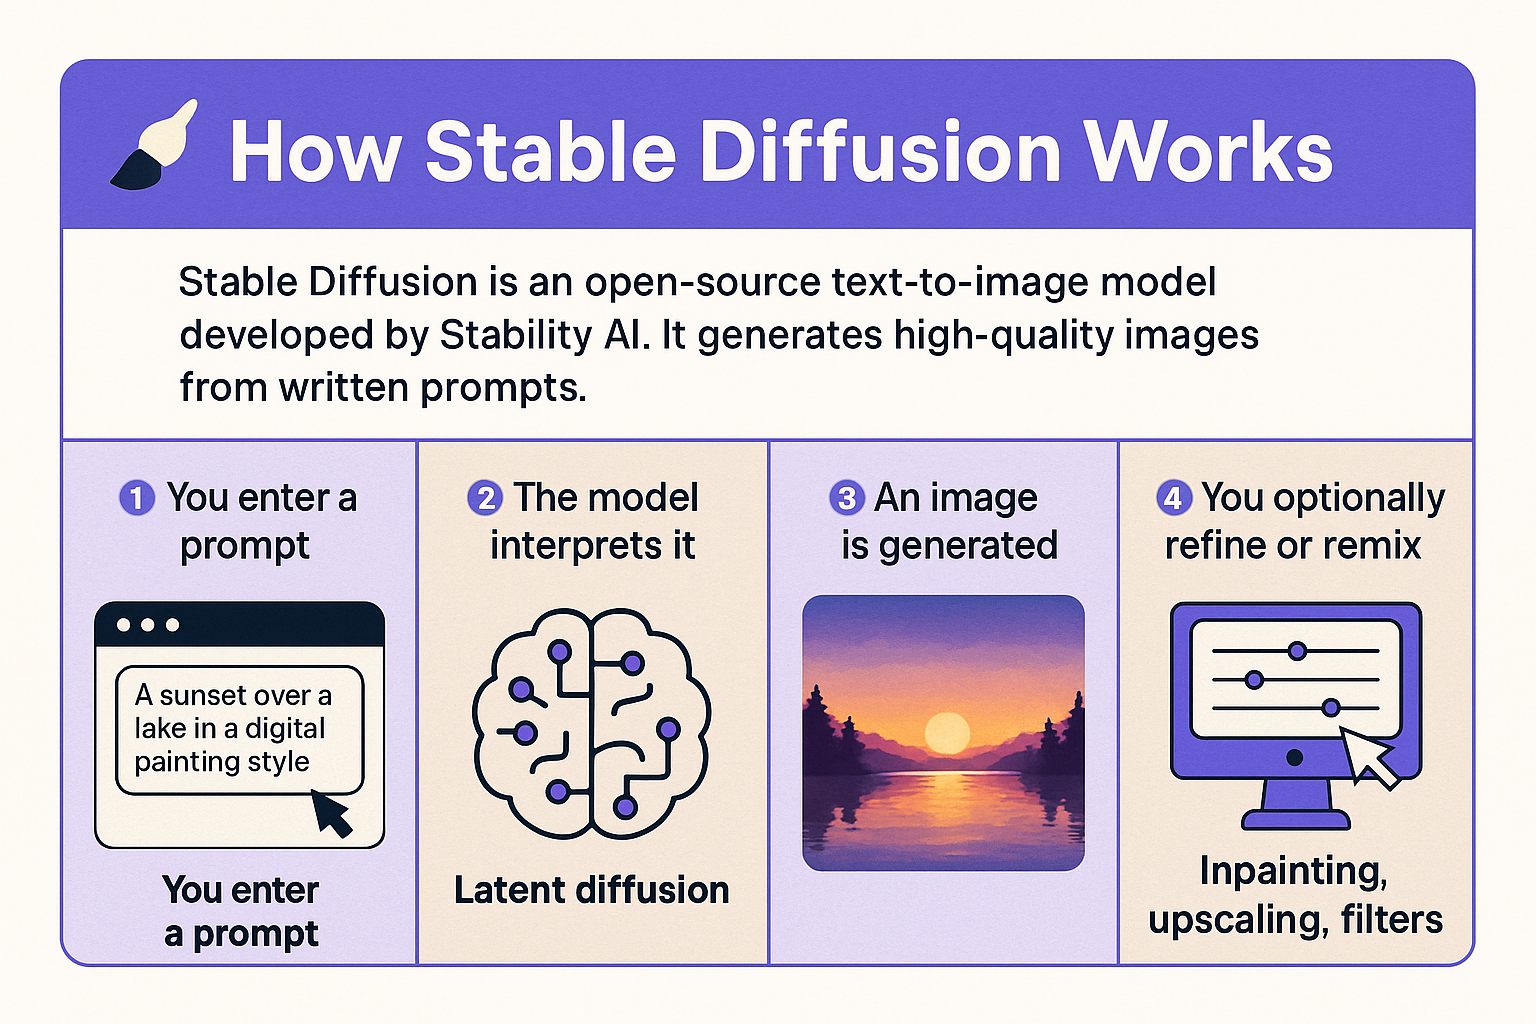 How Stable Diffusion Works
Stable Diffusion is an open-source text-to-image model
developed by Stability AI. It generates high-quality images
from written prompts.
1 You enter a
prompt
A sunset over a
lake in a digital
painting style
You enter
a prompt
2 The model
interprets it
Latent diffusion
3 An image
is generated
4 You optionally
refine or remix
Inpainting,
upscaling, filters